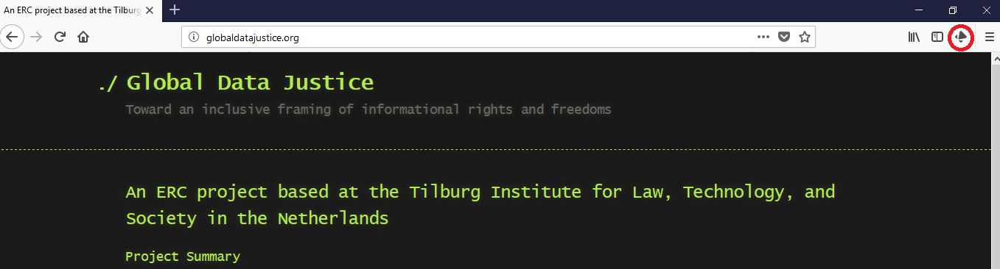 An ERC project based at the Tilburg
globaldatajustice.org
./ Global Data Justice
Toward an inclusive framing of informational rights and freedoms
An ERC project based at the Tilburg Institute for Law, Technology, and
Society in the Netherlands
Project Summary